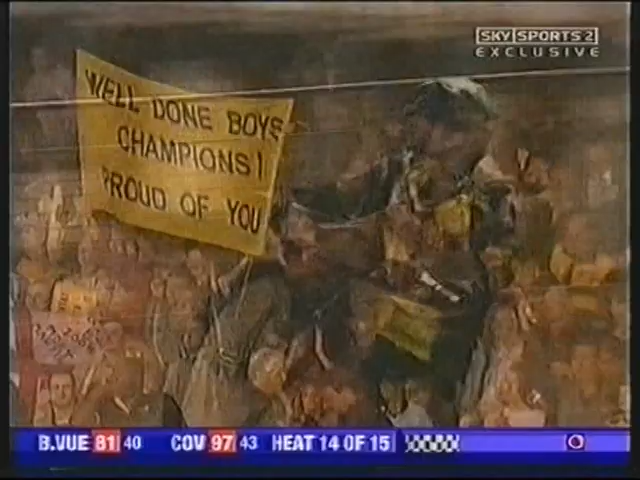 SKY SPORTS 2
EXCLUSIVE
WELL DONE BOYS
CHAMPIONS!
PROUD OF YOU
B.VUE 81 40 COV 97 43 HEAT 14 OF 15